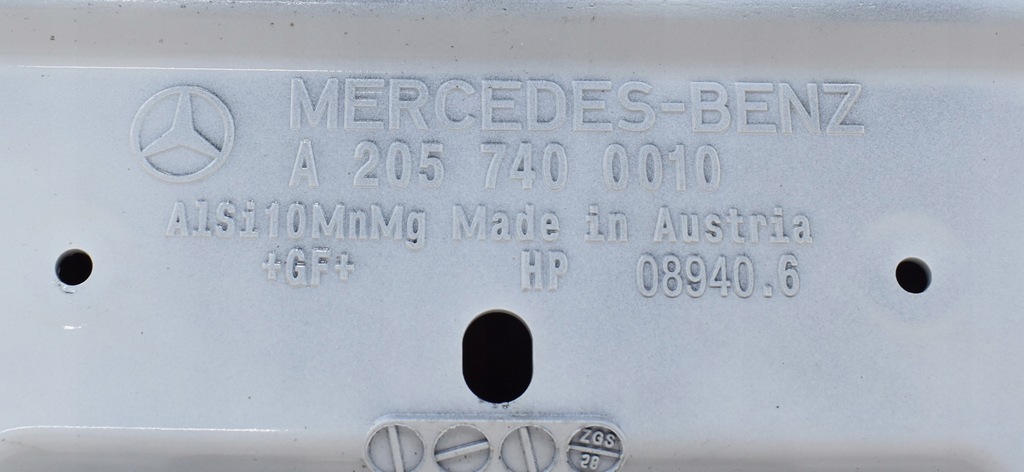 MERCEDES-BENZ
A 205 740 0010
AlSi10MnMg Made in Austria
+GF+ HP 08940.6
ZGS
28